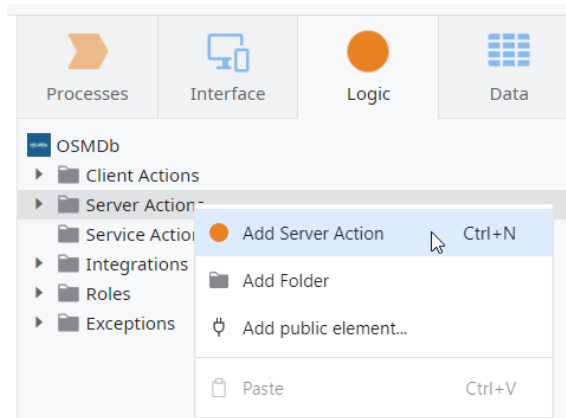 Processes Interface Logic Data
OSMDb
Client Actions
Server Actions
Add Server Action Ctrl+N
Service Action
Add Folder
Integrations
Roles
Add public element...
Exceptions
Paste Ctrl+V